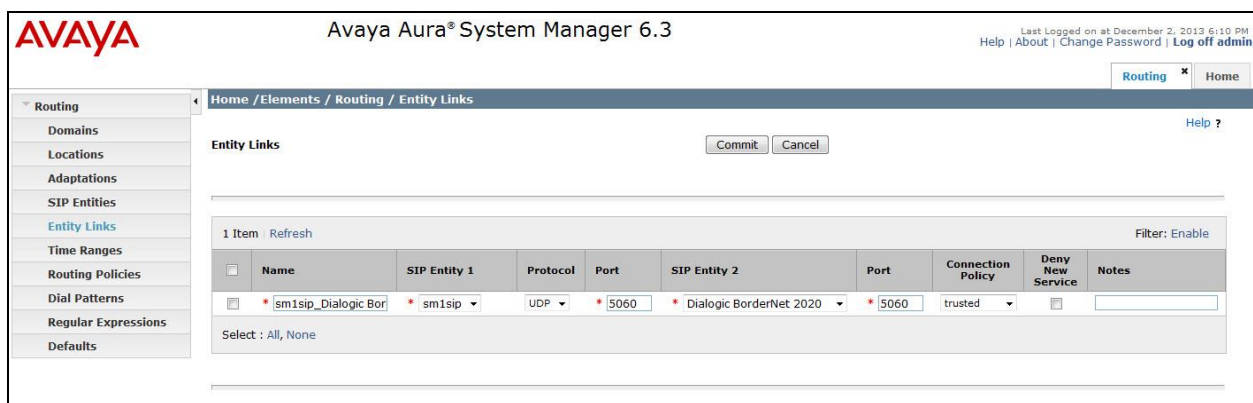 AVAYA
Avaya Aura® System Manager 6.3
Last Logged on at December 2, 2013 6:10 PM
Help | About | Change Password | Log off admin
Routing × Home
Routing
Domains
Locations
Adaptations
SIP Entities
Entity Links
Time Ranges
Routing Policies
Dial Patterns
Regular Expressions
Defaults
Home /Elements / Routing / Entity Links
Help ?
Entity Links Commit Cancel
1 Item Refresh Filter: Enable
Name SIP Entity 1 Protocol Port SIP Entity 2 Port Connection Policy Deny New Service Notes
* sm1sip_Dialogic Bor * sm1sip UDP * 5060 * Dialogic BorderNet 2020 * 5060 trusted
Select : All, None